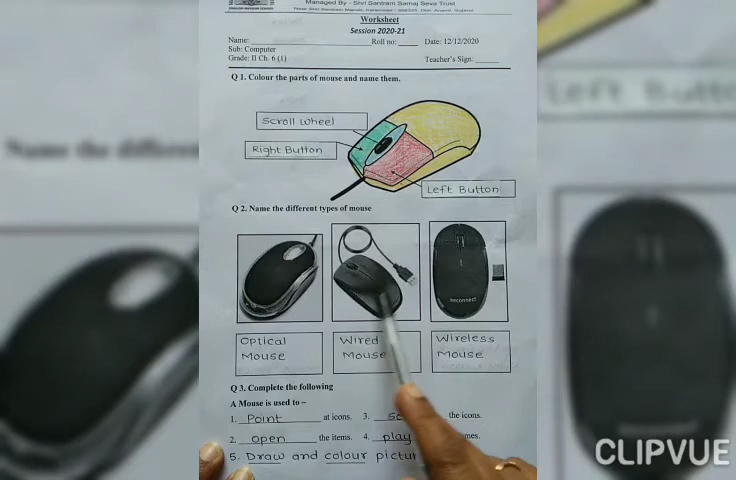 Managed By - Shri Santram Samaj Seva Trust
Worksheet
Session 2020-21
Name: Roll no: Date: 12/12/2020
Sub: Computer
Grade: II Ch. 6 (1) Teacher's Sign:
Q 1. Colour the parts of mouse and name them.
Scroll Wheel
Right Button
Left Button
Q 2. Name the different types of mouse
Optical Mouse
Wired Mouse
Wireless Mouse
Q 3. Complete the following
A Mouse is used to –
1. Point at icons. 3. the icons.
2. open the items. 4. play
5. Draw and colour
CLIPVUE